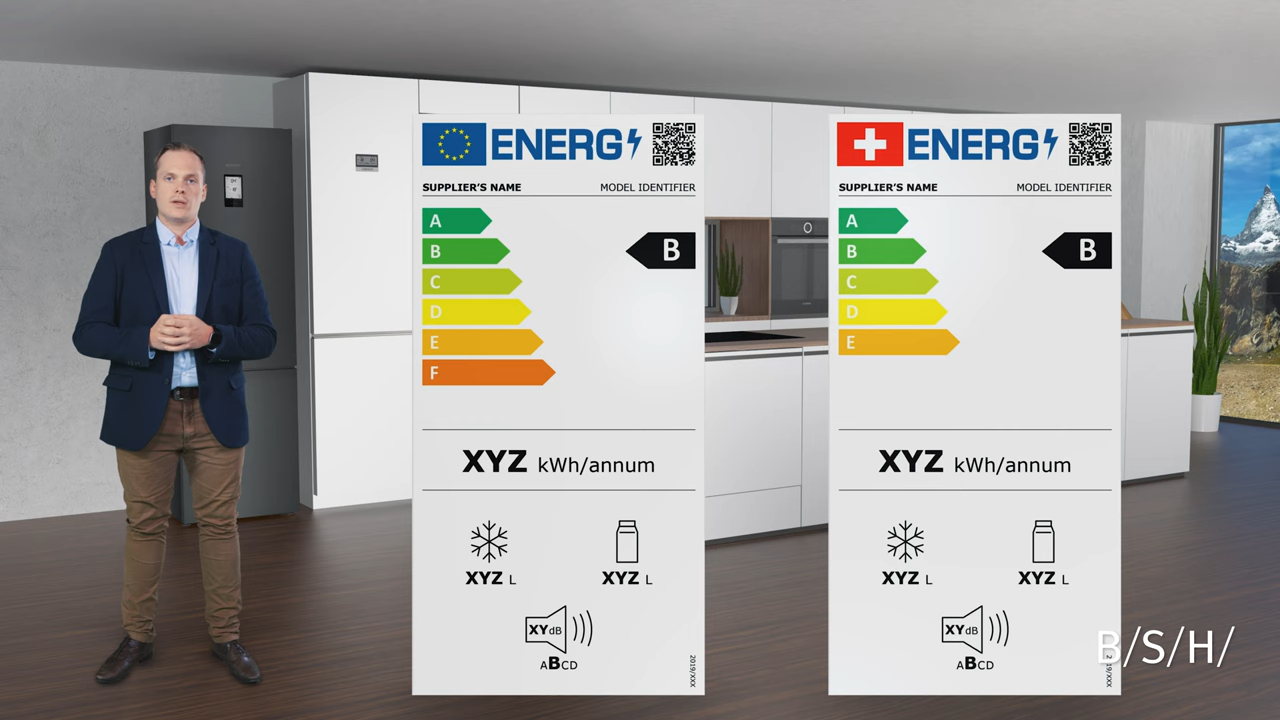 ENERG
SUPPLIER'S NAME MODEL IDENTIFIER
A
B B
C
D
E
F
XYZ kWh/annum
XYZ L XYZ L
XY dB
ABCD
2019/XXX
ENERG
SUPPLIER'S NAME MODEL IDENTIFIER
A
B B
C
D
E
XYZ kWh/annum
XYZ L XYZ L
XY dB
ABCD
B/S/H/